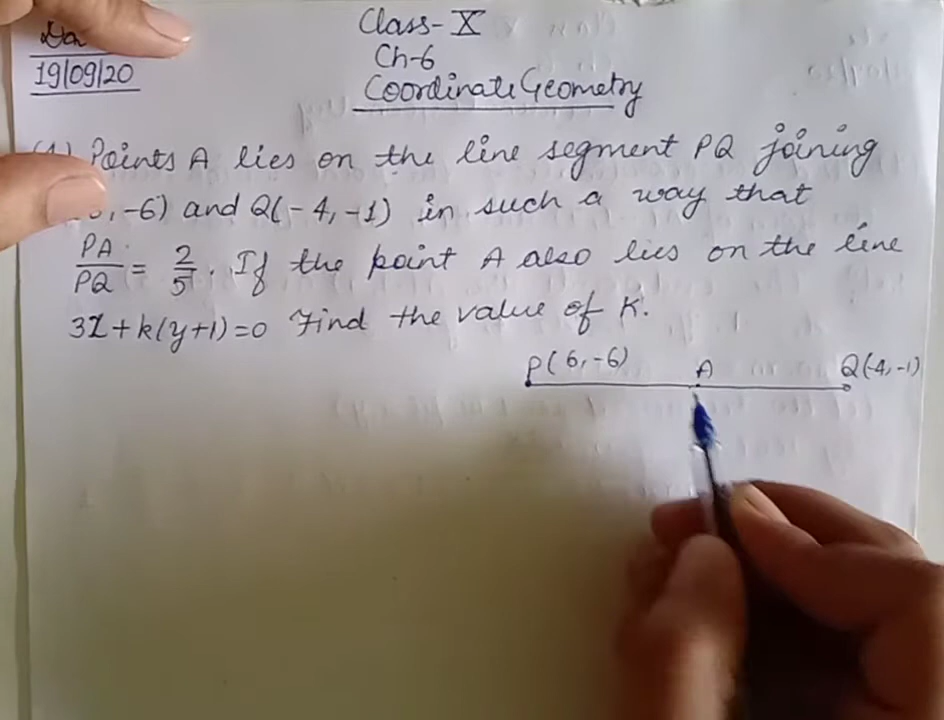 19/09/20
Class-X
Ch-6
Coordinate Geometry
Points A lies on the line segment PQ joining
, -6) and Q(-4, -1) in such a way that
PA/PQ = 2/5. If the point A also lies on the line
3x + k(y+1)=0 Find the value of K.
P(6, -6) A Q(-4, -1)